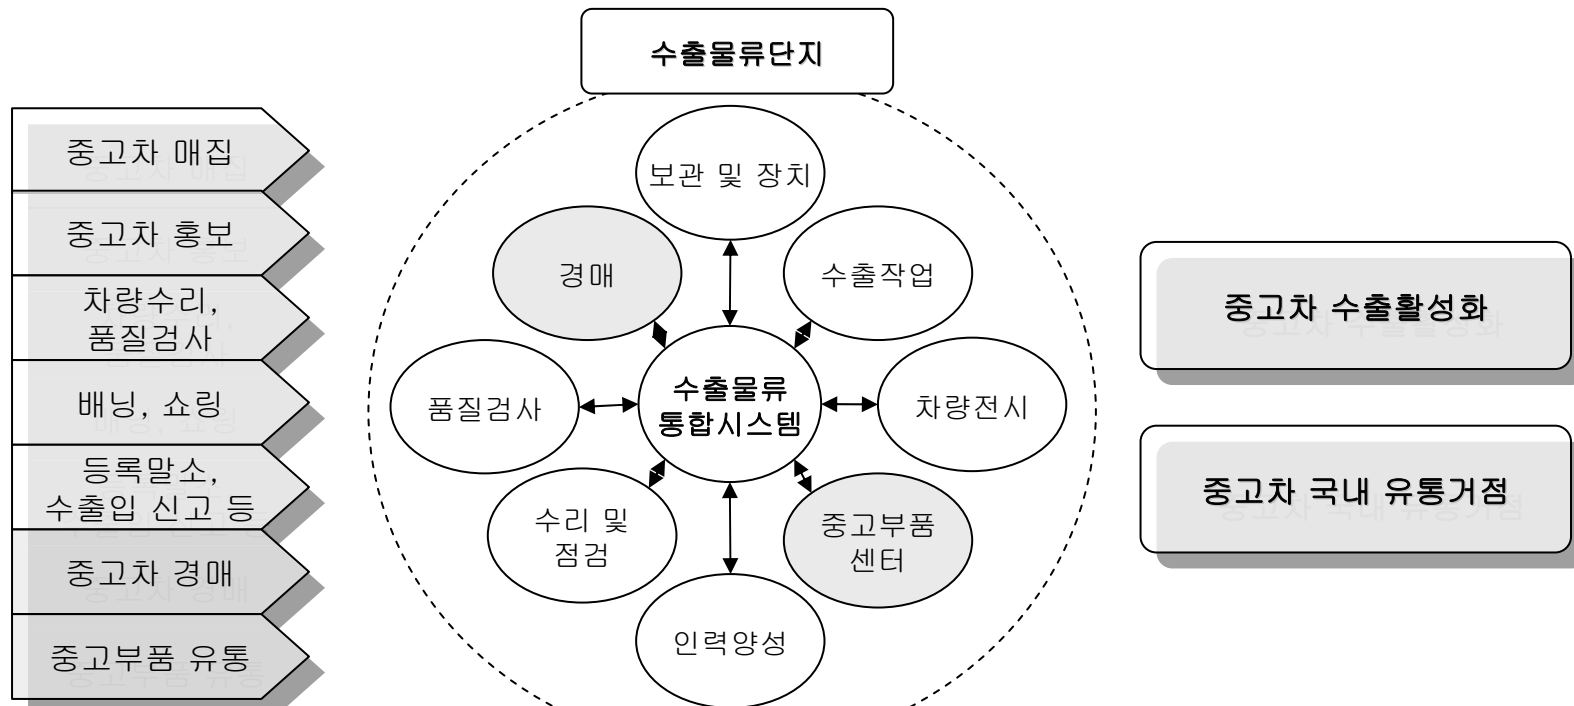 수출물류단지
중고차 매집
중고차 홍보
차량수리,
품질검사
배닝, 쇼링
등록말소,
수출입 신고 등
중고차 경매
중고부품 유통
보관 및 장치
경매
수출작업
품질검사
수출물류
통합시스템
차량전시
수리 및
점검
중고부품
센터
인력양성
중고차 수출활성화
중고차 국내 유통거점